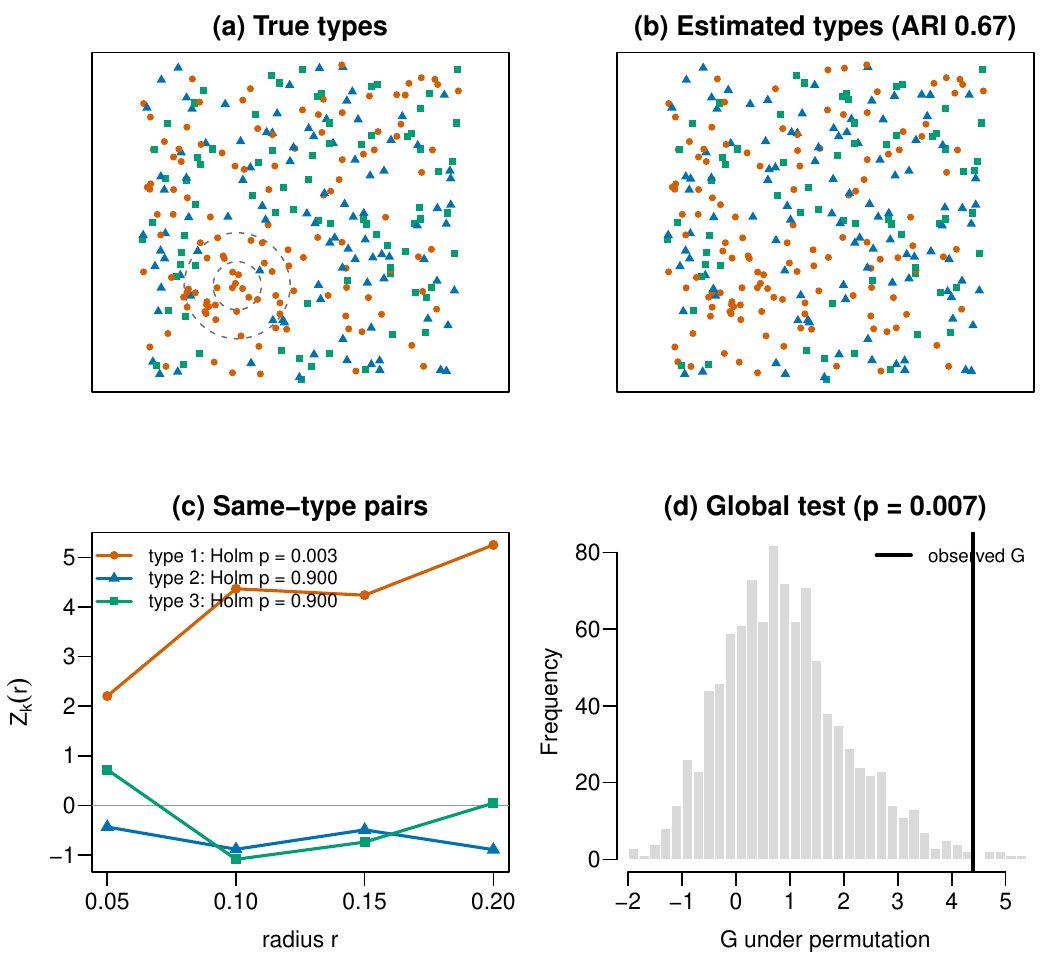 (a) True types
(b) Estimated types (ARI 0.67)
(c) Same−type pairs
type 1: Holm p = 0.003
type 2: Holm p = 0.900
type 3: Holm p = 0.900
5
4
3
2
1
0
−1
Zk(r)
0.05 0.10 0.15 0.20
radius r
(d) Global test (p = 0.007)
observed G
80
60
40
20
0
Frequency
−2 −1 0 1 2 3 4 5
G under permutation